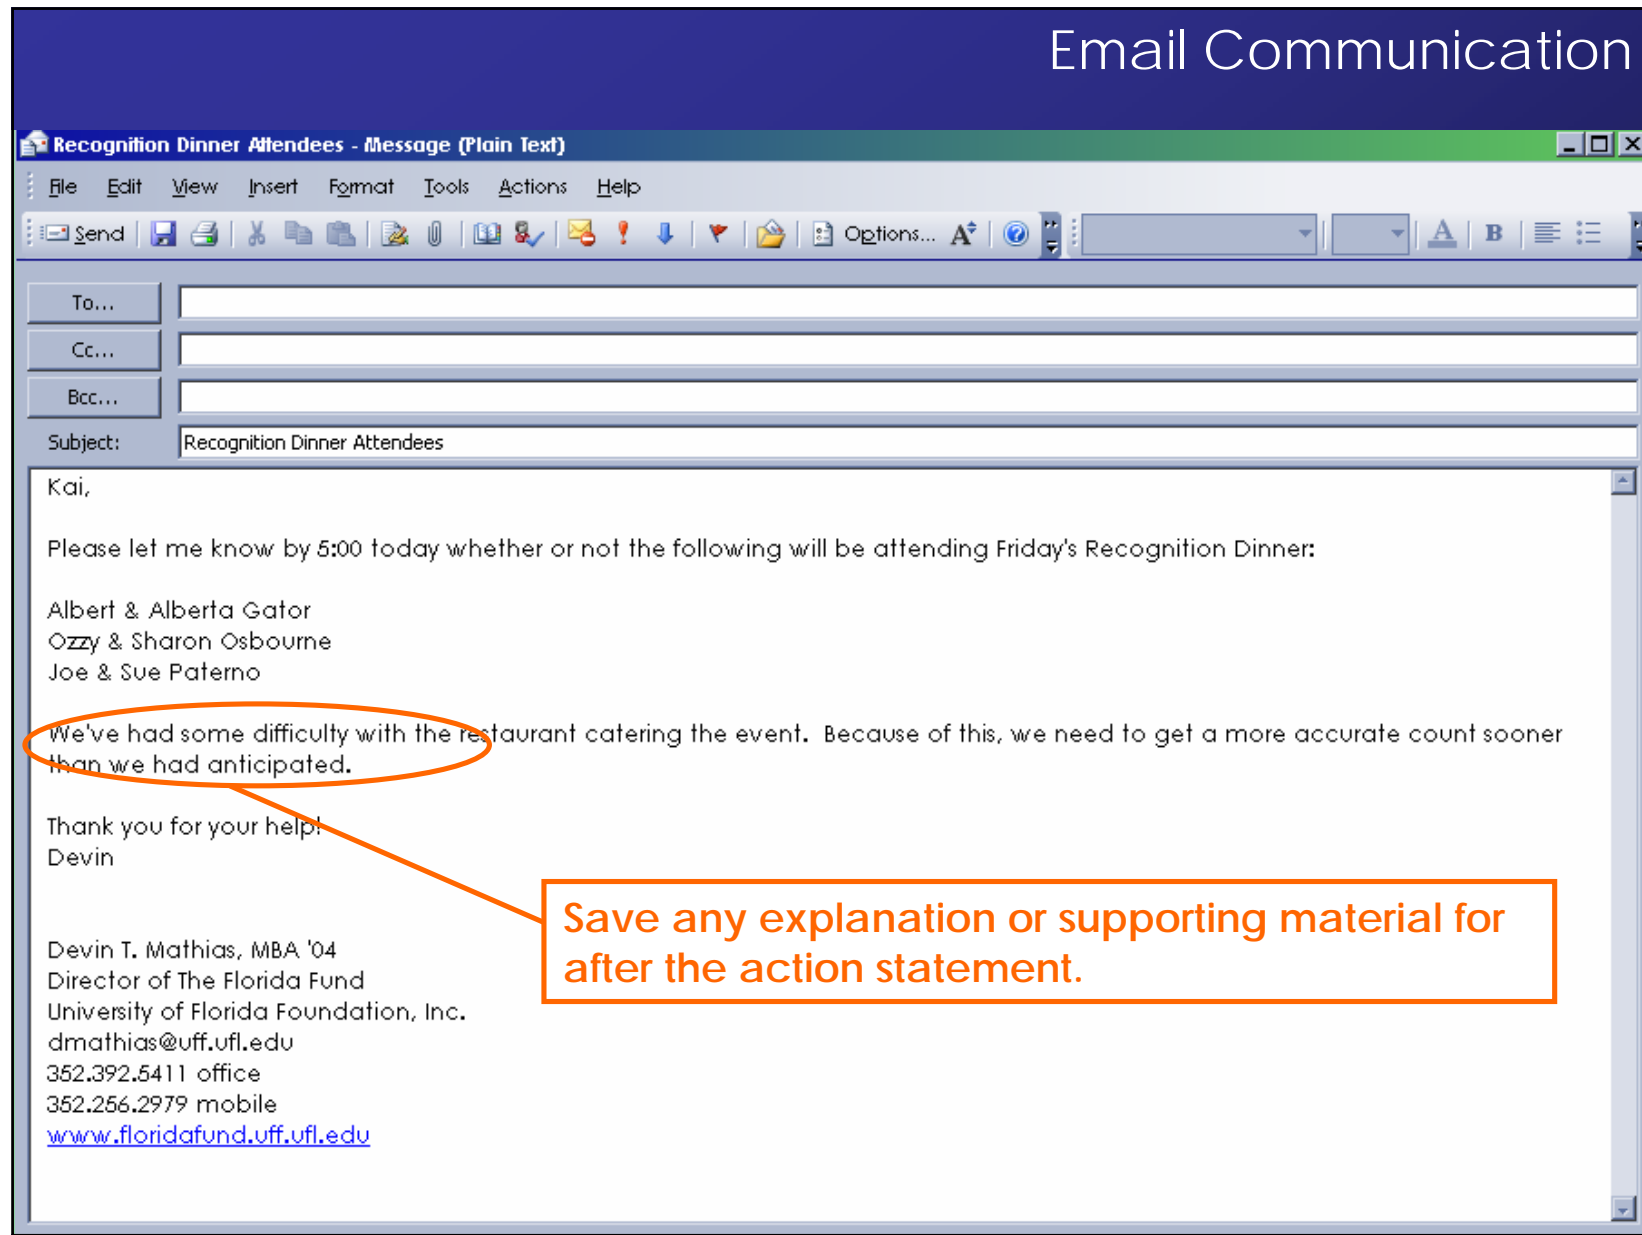 Email Communication
Recognition Dinner Attendees - Message (Plain Text)
File Edit View Insert Format Tools Actions Help
Send Options... A B
To...
Cc...
Bcc...
Subject: Recognition Dinner Attendees
Kai,
Please let me know by 5:00 today whether or not the following will be attending Friday's Recognition Dinner:
Albert & Alberta Gator
Ozzy & Sharon Osbourne
Joe & Sue Paterno
We've had some difficulty with the restaurant catering the event.  Because of this, we need to get a more accurate count sooner
than we had anticipated.
Thank you for your help!
Devin
Save any explanation or supporting material for
after the action statement.
Devin T. Mathias, MBA '04
Director of The Florida Fund
University of Florida Foundation, Inc.
dmathias@uff.ufl.edu
352.392.5411 office
352.256.2979 mobile
www.floridafund.uff.ufl.edu